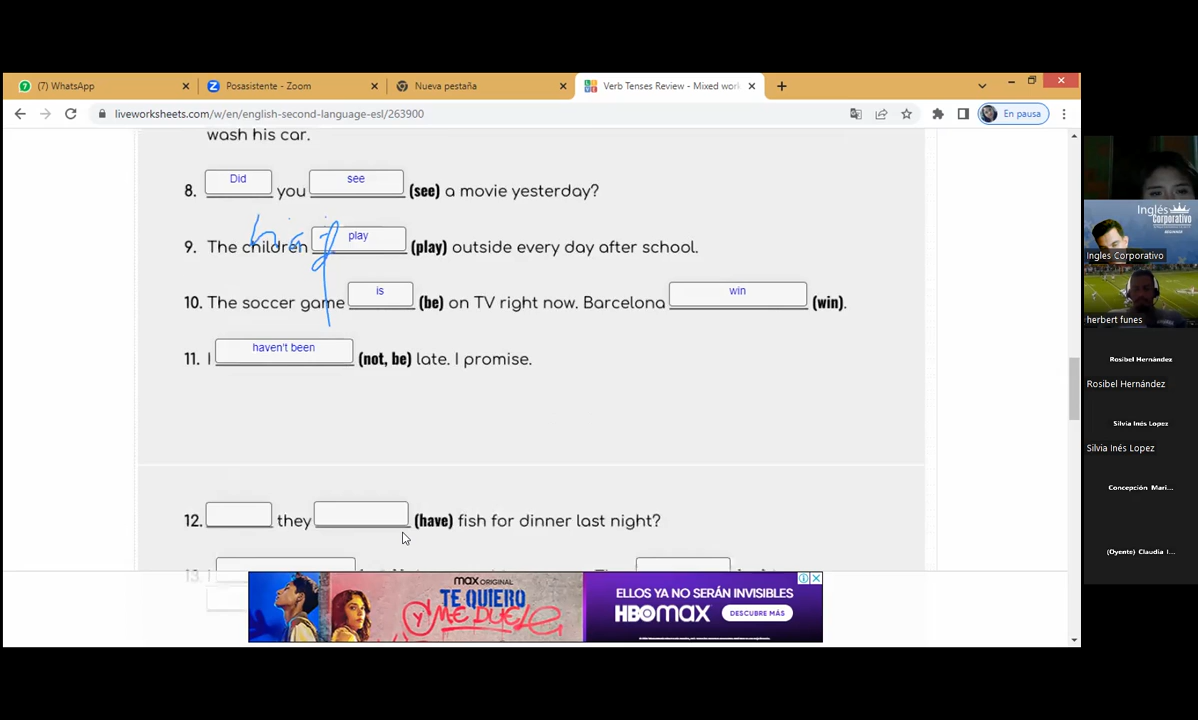 (7) WhatsApp
Posasistente - Zoom
Nueva pestaña
Verb Tenses Review - Mixed wor
liveworksheets.com/w/en/english-second-language-esl/263900
En pausa
wash his car.
8. Did you see (see) a movie yesterday?
9. The children play (play) outside every day after school.
10. The soccer game is (be) on TV right now. Barcelona win (win).
11. I haven't been (not, be) late. I promise.
12. they (have) fish for dinner last night?
13. I
MAX ORIGINAL
TE QUIERO
Y ME DUELE
ELLOS YA NO SERÁN INVISIBLES
HBOMAX
DESCUBRE MÁS
Inglés
Corporativo
BEGINNER
Ingles Corporativo
herbert funes
Rosibel Hernández
Rosibel Hernández
Silvia Inés Lopez
Silvia Inés Lopez
Concepción Mari...
(Oyente) Claudia I...